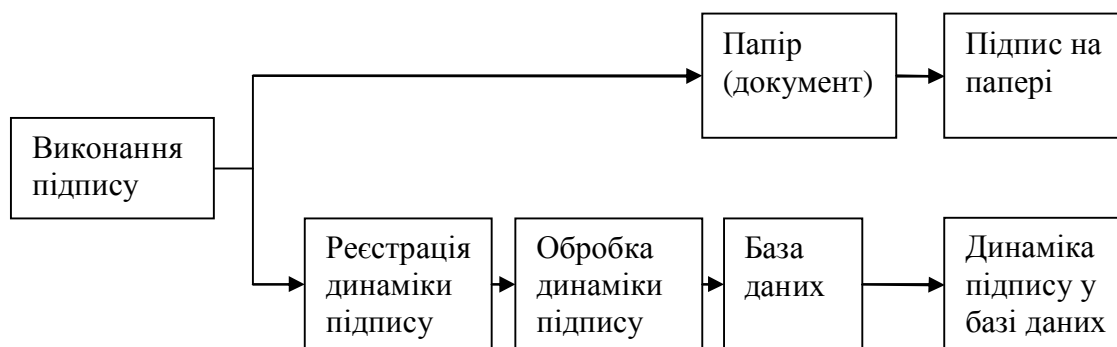 Папір
(документ)
Підпис на
папері
Виконання
підпису
Реєстрація
динаміки
підпису
Обробка
динаміки
підпису
База
даних
Динаміка
підпису у
базі даних